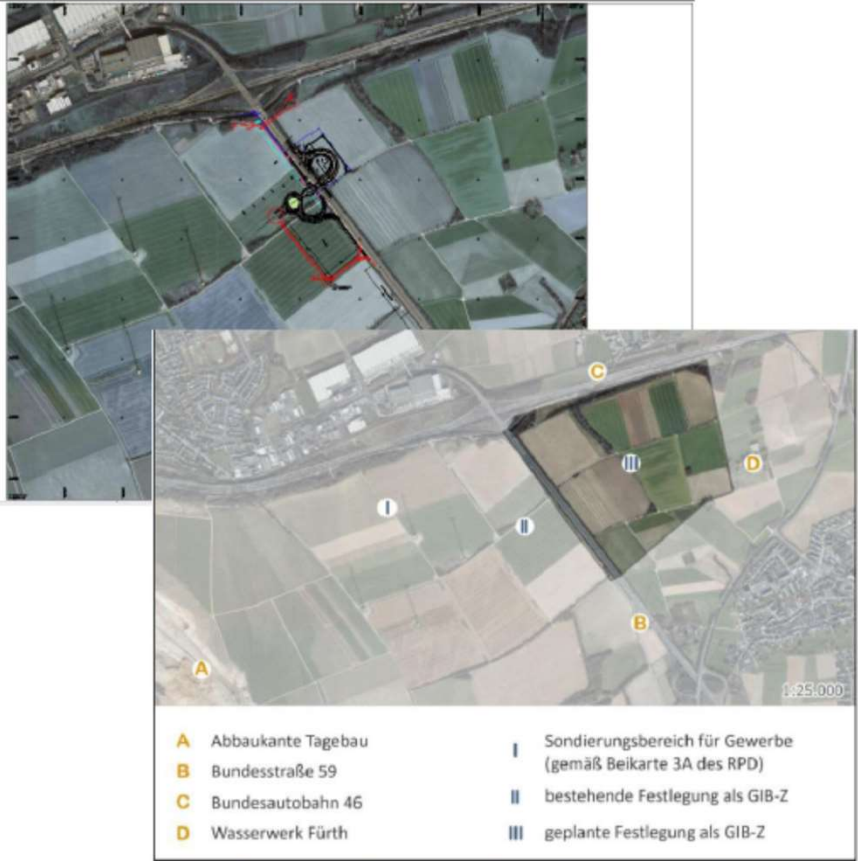 C
III
D
I
II
B
A
1:25.000
A Abbaukante Tagebau
B Bundesstraße 59
C Bundesautobahn 46
D Wasserwerk Fürth
I Sondierungsbereich für Gewerbe
(gemäß Beikarte 3A des RPD)
II bestehende Festlegung als GIB-Z
III geplante Festlegung als GIB-Z